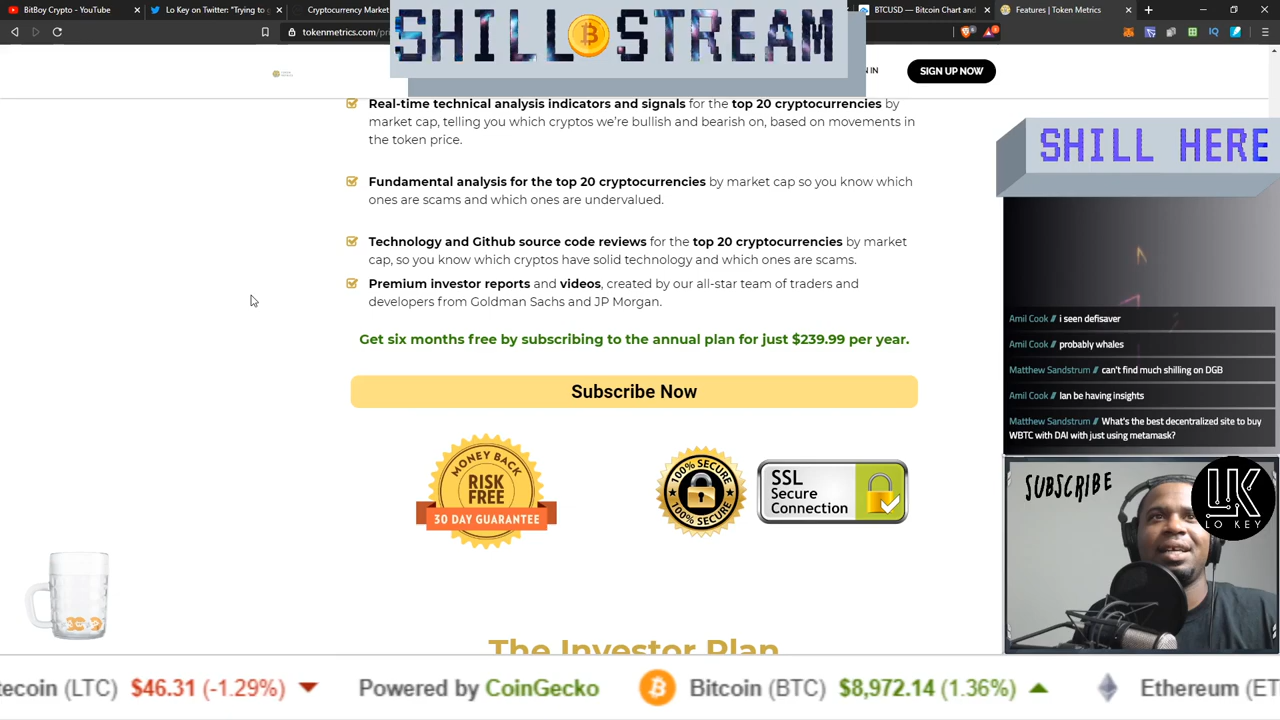 BitBoy Crypto - YouTube
Lo Key on Twitter: "Trying to g
Cryptocurrency Market
BTCUSD — Bitcoin Chart and
Features | Token Metrics
tokenmetrics.com/pri
SHILL STREAM
N IN
SIGN UP NOW
Real-time technical analysis indicators and signals for the top 20 cryptocurrencies by
market cap, telling you which cryptos we're bullish and bearish on, based on movements in
the token price.
Fundamental analysis for the top 20 cryptocurrencies by market cap so you know which
ones are scams and which ones are undervalued.
Technology and Github source code reviews for the top 20 cryptocurrencies by market
cap, so you know which cryptos have solid technology and which ones are scams.
Premium investor reports and videos, created by our all-star team of traders and
developers from Goldman Sachs and JP Morgan.
Get six months free by subscribing to the annual plan for just $239.99 per year.
Subscribe Now
MONEY BACK
RISK
FREE
30 DAY GUARANTEE
100% SECURE
100% SECURE
SSL
Secure
Connection
The Investor Plan
SHILL HERE
Amil Cook // i seen defisaver
Amil Cook // probably whales
Matthew Sandstrum // can't find much shilling on DGB
Amil Cook // Ian be having insights
Matthew Sandstrum // What's the best decentralized site to buy
WBTC with DAI with just using metamask?
SUBSCRIBE
LK
LO KEY
tecoin (LTC) $46.31 (-1.29%) Powered by CoinGecko Bitcoin (BTC) $8,972.14 (1.36%) Ethereum (ET